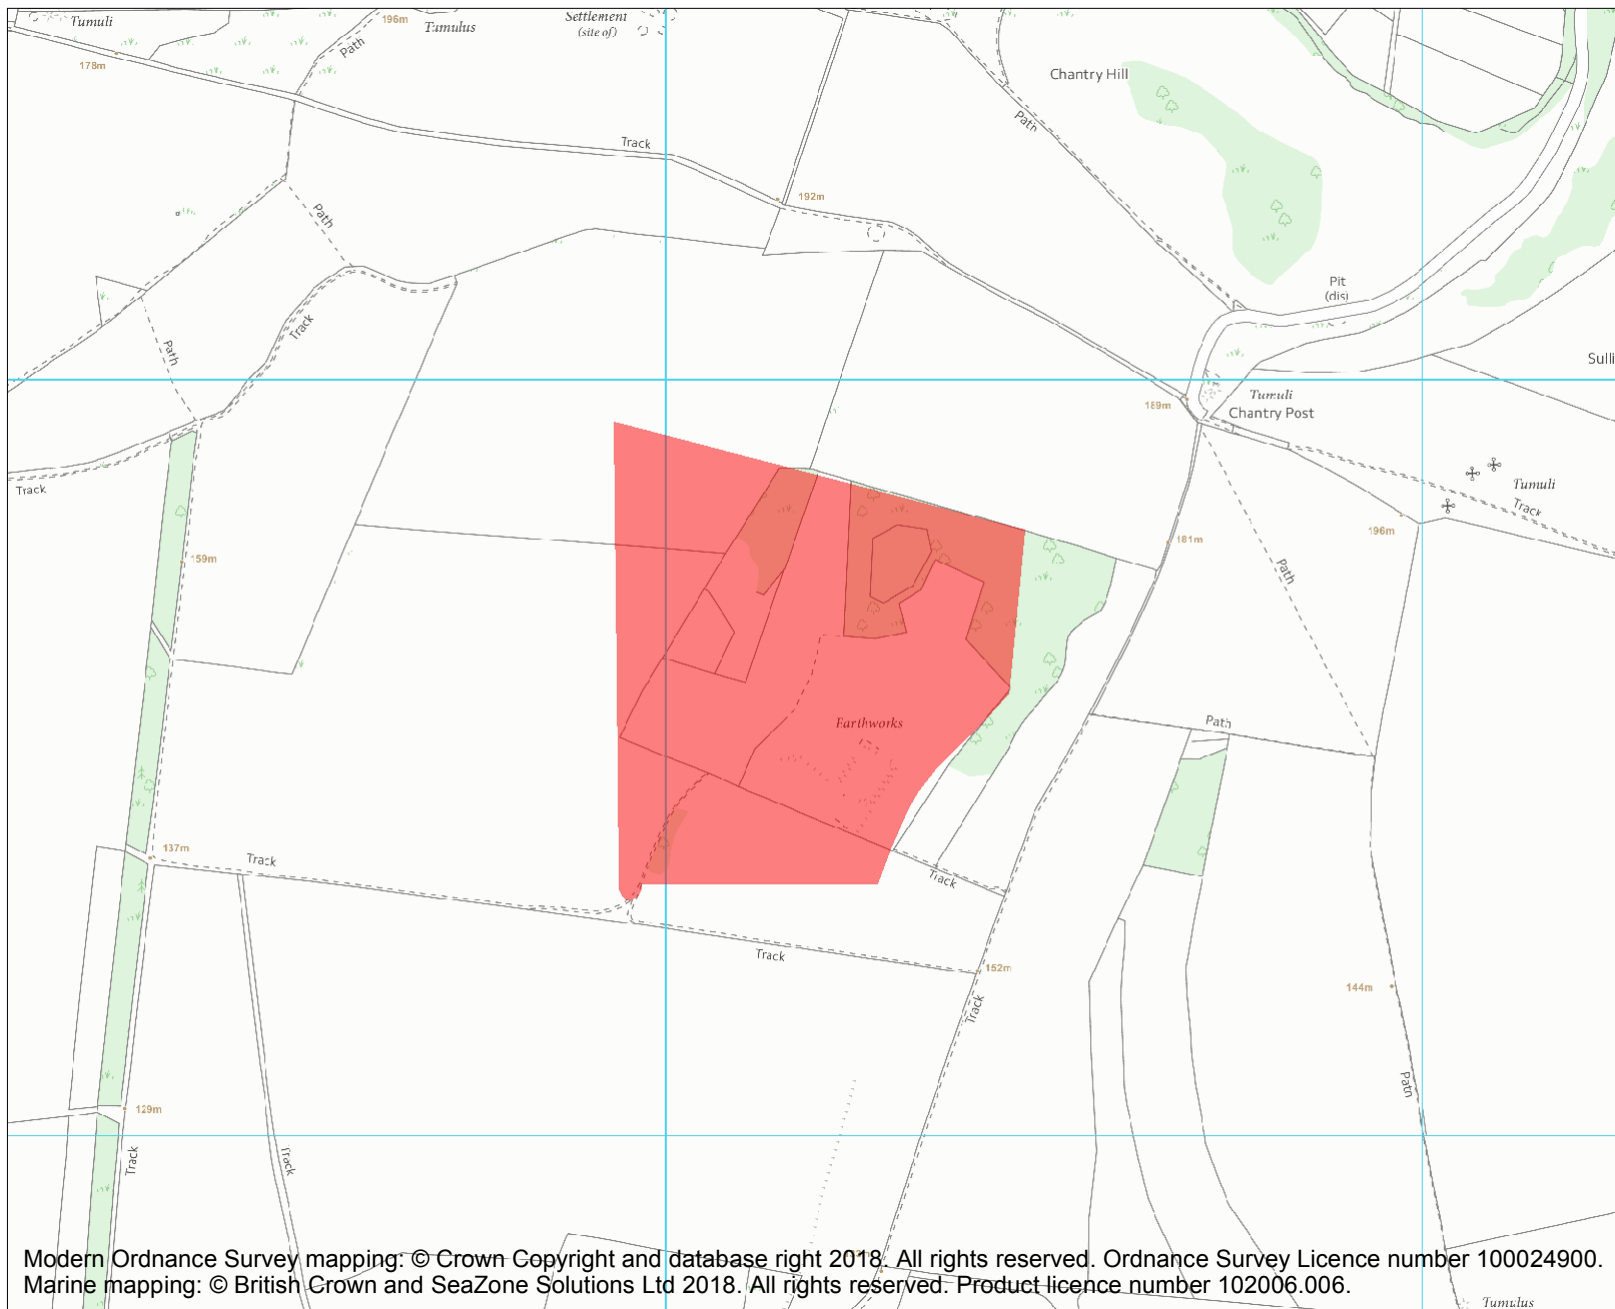 Tumuli
196m
Tumulus
Settlement
(site of)
Path
178m
Chantry Hill
Path
Track
192m
Path
Pit
(dis)
Track
Path
Sulli
189m
Tumuli
Chantry Post
Track
Tumuli
Track
196m
181m
159m
Path
Path
Earthworks
137m
Track
Track
Track
152m
144m
Track
Path
129m
Track
Track
Modern Ordnance Survey mapping: © Crown Copyright and database right 2018. All rights reserved. Ordnance Survey Licence number 100024900.
Marine mapping: © British Crown and SeaZone Solutions Ltd 2018. All rights reserved. Product licence number 102006.006.
Tumulus